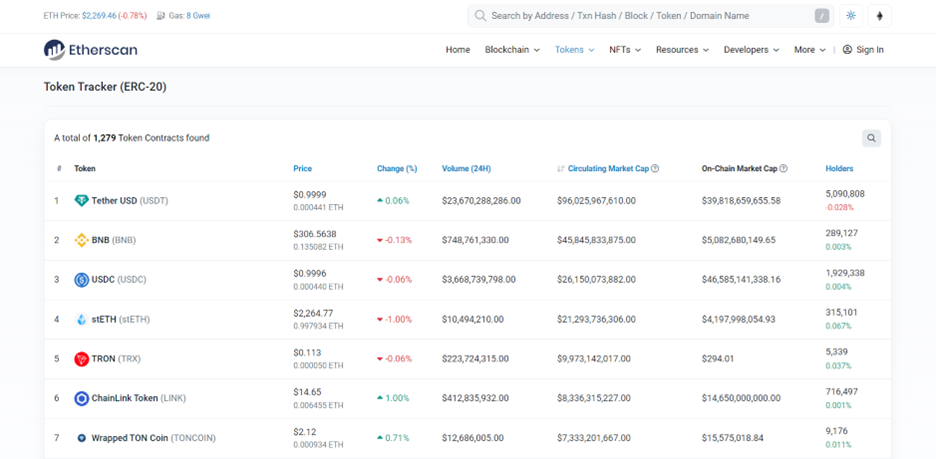 ETH Price: $2,269.46 (-0.78%) Gas: 8 Gwei Search by Address / Txn Hash / Block / Token / Domain Name /
Etherscan Home Blockchain Tokens NFTs Resources Developers More | Sign In
Token Tracker (ERC-20)
A total of 1,279 Token Contracts found
# Token Price Change (%) Volume (24H) Circulating Market Cap On-Chain Market Cap Holders
1 Tether USD (USDT) $0.9999 0.06% $23,670,288,286.00 $96,025,967,610.00 $39,818,659,655.58 5,090,808
0.000441 ETH -0.028%
2 BNB (BNB) $306.5638 -0.13% $748,761,330.00 $45,845,833,875.00 $5,082,680,149.65 289,127
0.135082 ETH 0.003%
3 USDC (USDC) $0.9996 -0.06% $3,668,739,798.00 $26,150,073,882.00 $46,585,141,338.16 1,929,338
0.000440 ETH 0.004%
4 stETH (stETH) $2,264.77 -1.00% $10,494,210.00 $21,293,736,306.00 $4,197,998,054.93 315,101
0.997934 ETH 0.067%
5 TRON (TRX) $0.113 -0.06% $223,724,315.00 $9,973,142,017.00 $294.01 5,339
0.000050 ETH 0.037%
6 ChainLink Token (LINK) $14.65 1.00% $412,835,932.00 $8,336,315,227.00 $14,650,000,000.00 716,497
0.006455 ETH 0.001%
7 Wrapped TON Coin (TONCOIN) $2.12 0.71% $12,686,005.00 $7,333,201,667.00 $15,575,018.84 9,176
0.000934 ETH 0.011%